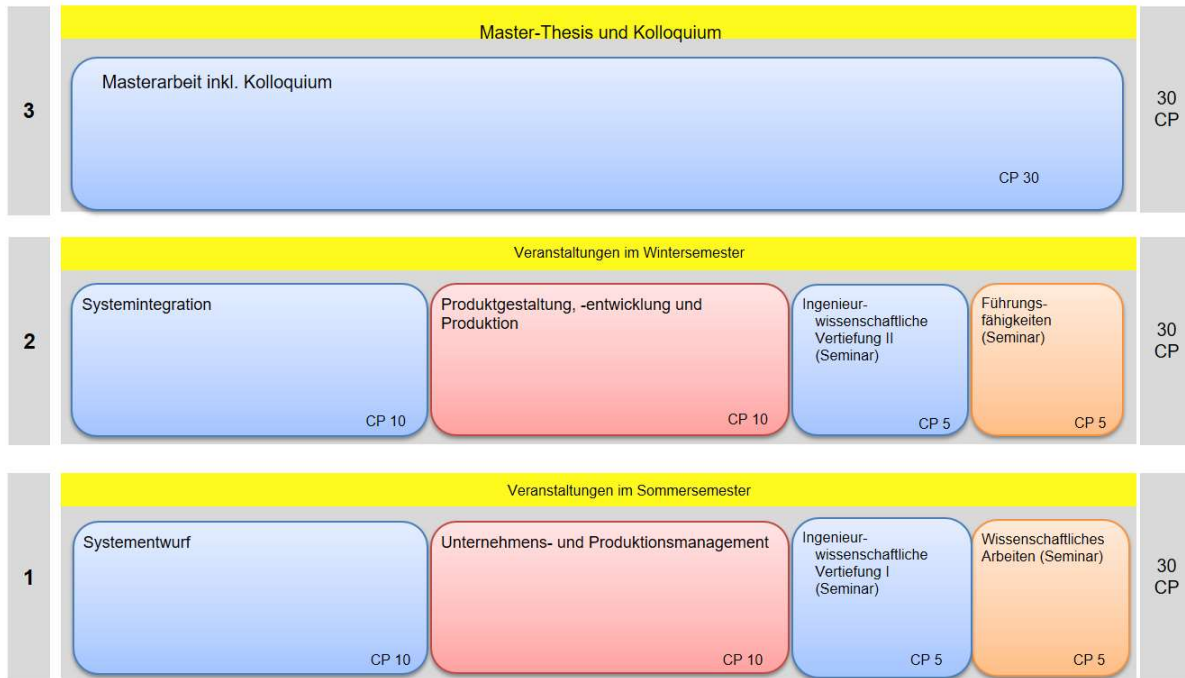 Master-Thesis und Kolloquium
Masterarbeit inkl. Kolloquium
CP 30
3
30
CP
Veranstaltungen im Wintersemester
Systemintegration
CP 10
Produktgestaltung, -entwicklung und
Produktion
CP 10
Ingenieur-
wissenschaftliche
Vertiefung II
(Seminar)
CP 5
Führungs-
fähigkeiten
(Seminar)
CP 5
2
30
CP
Veranstaltungen im Sommersemester
Systementwurf
CP 10
Unternehmens- und Produktionsmanagement
CP 10
Ingenieur-
wissenschaftliche
Vertiefung I
(Seminar)
CP 5
Wissenschaftliches
Arbeiten (Seminar)
CP 5
1
30
CP